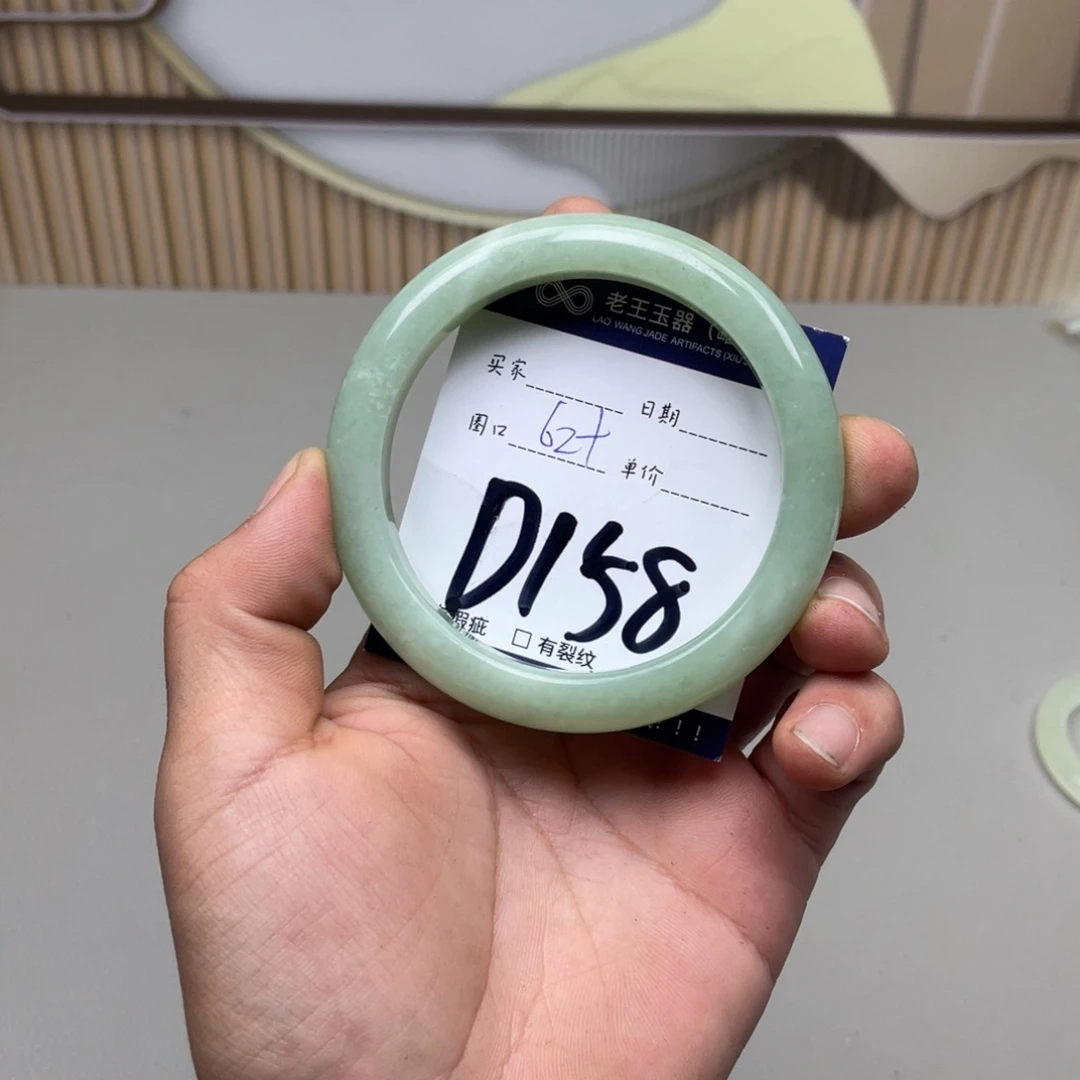 老王玉器（
LAO WANG JADE ARTIFACTS (XIU
买家 日期
圈口 62+ 单价
D158
瑕疵 □ 有裂纹
！！